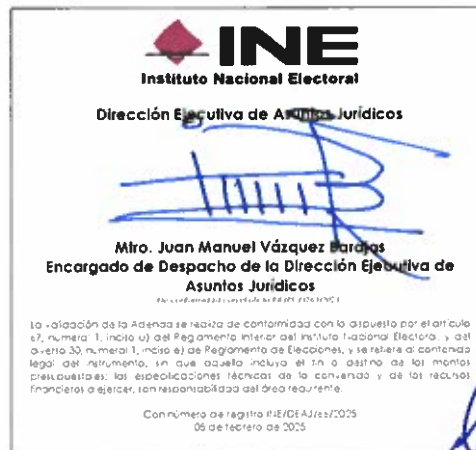 INE
Instituto Nacional Electoral
Dirección Ejecutiva de Asuntos Jurídicos
Mtro. Juan Manuel Vázquez Barajas
Encargado de Despacho de la Dirección Ejecutiva de
Asuntos Jurídicos
La validación de la Adenda se realiza de conformidad con lo dispuesto por el artículo
67, numeral 1, inciso u) del Reglamento Interior del Instituto Nacional Electoral, y del
diverso 30, numeral 1, inciso e) de Reglamento de Elecciones, y se refiere al contenido
legal del instrumento, sin que aquella incluya el fin o destino de los montos
presupuestales; las especificaciones técnicas de lo convenido y de los recursos
financieros a ejercer, son responsabilidad del área requirente.
Con número de registro INE/DEAJ/ /2025
05 de febrero de 2025